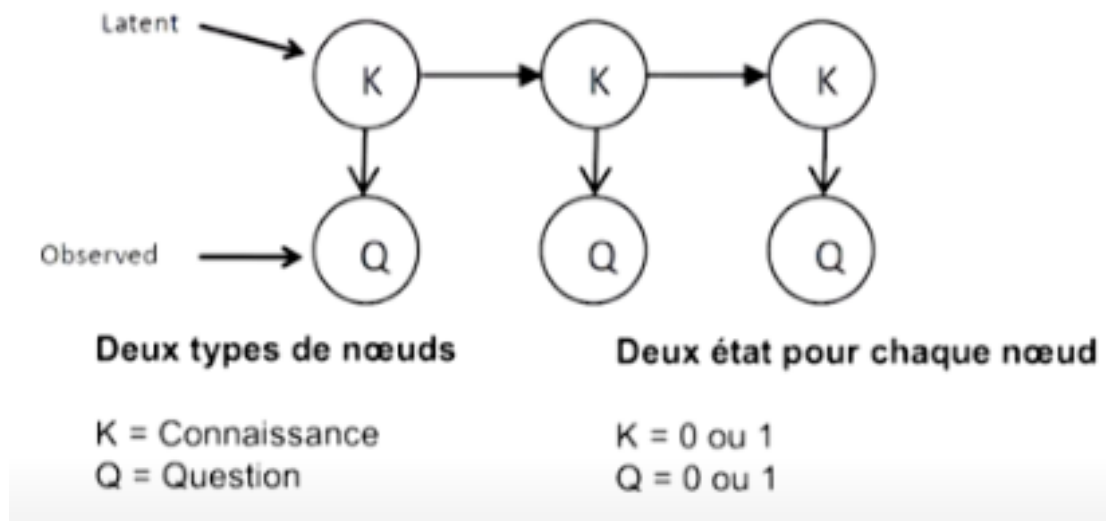 Latent
K K K
Observed
Q Q Q
Deux types de nœuds
Deux état pour chaque nœud
K = Connaissance
K = 0 ou 1
Q = Question
Q = 0 ou 1